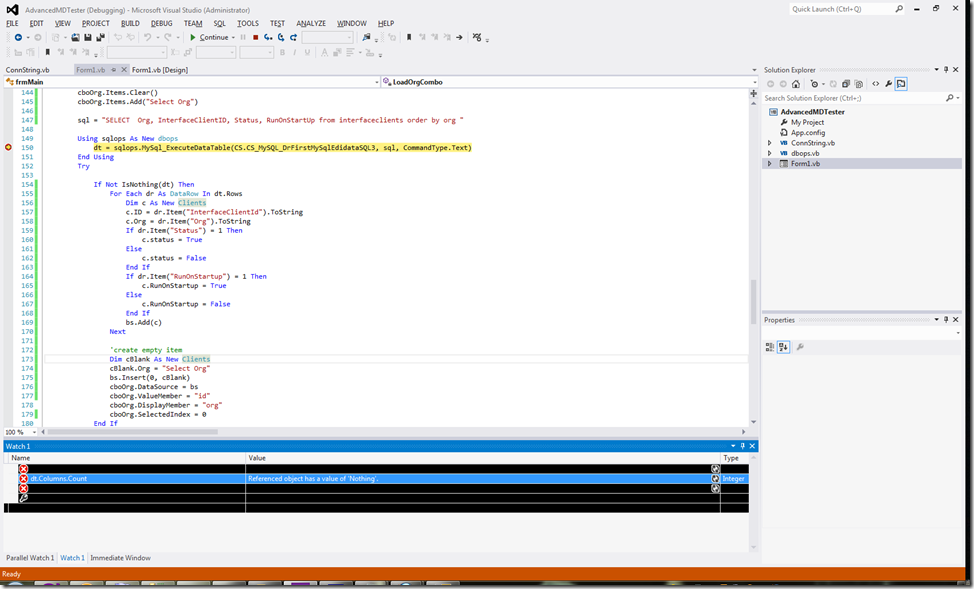 AdvancedMDTester (Debugging) - Microsoft Visual Studio (Administrator)
Quick Launch (Ctrl+Q)
FILE EDIT VIEW PROJECT BUILD DEBUG TEAM SQL TOOLS TEST ANALYZE WINDOW HELP
Continue
ConnString.vb Form1.vb Form1.vb [Design]
frmMain LoadOrgCombo
144 cboOrg.Items.Clear()
145 cboOrg.Items.Add("Select Org")
146
147 sql = "SELECT  Org, InterfaceClientID, Status, RunOnStartUp from interfaceclients order by org "
148
149 Using sqlops As New dbops
150 dt = sqlops.MySql_ExecuteDataTable(CS.CS_MySQL_DrFirstMySqlEdidataSQL3, sql, CommandType.Text)
151 End Using
152 Try
153
154 If Not IsNothing(dt) Then
155 For Each dr As DataRow In dt.Rows
156 Dim c As New Clients
157 c.ID = dr.Item("InterfaceClientId").ToString
158 c.Org = dr.Item("Org").ToString
159 If dr.Item("Status") = 1 Then
160 c.status = True
161 Else
162 c.status = False
163 End If
164 If dr.Item("RunOnStartup") = 1 Then
165 c.RunOnStartup = True
166 Else
167 c.RunOnStartup = False
168 End If
169 bs.Add(c)
170 Next
171
172 'create empty item
173 Dim cBlank As New Clients
174 cBlank.Org = "Select Org"
175 bs.Insert(0, cBlank)
176 cboOrg.DataSource = bs
177 cboOrg.ValueMember = "id"
178 cboOrg.DisplayMember = "org"
179 cboOrg.SelectedIndex = 0
180 End If
100 %
Solution Explorer
Search Solution Explorer (Ctrl+;)
AdvancedMDTester
My Project
App.config
ConnString.vb
dbops.vb
Form1.vb
Properties
Watch 1
Name Value Type
dt.Columns.Count Referenced object has a value of 'Nothing'. Integer
Parallel Watch 1 Watch 1 Immediate Window
Ready